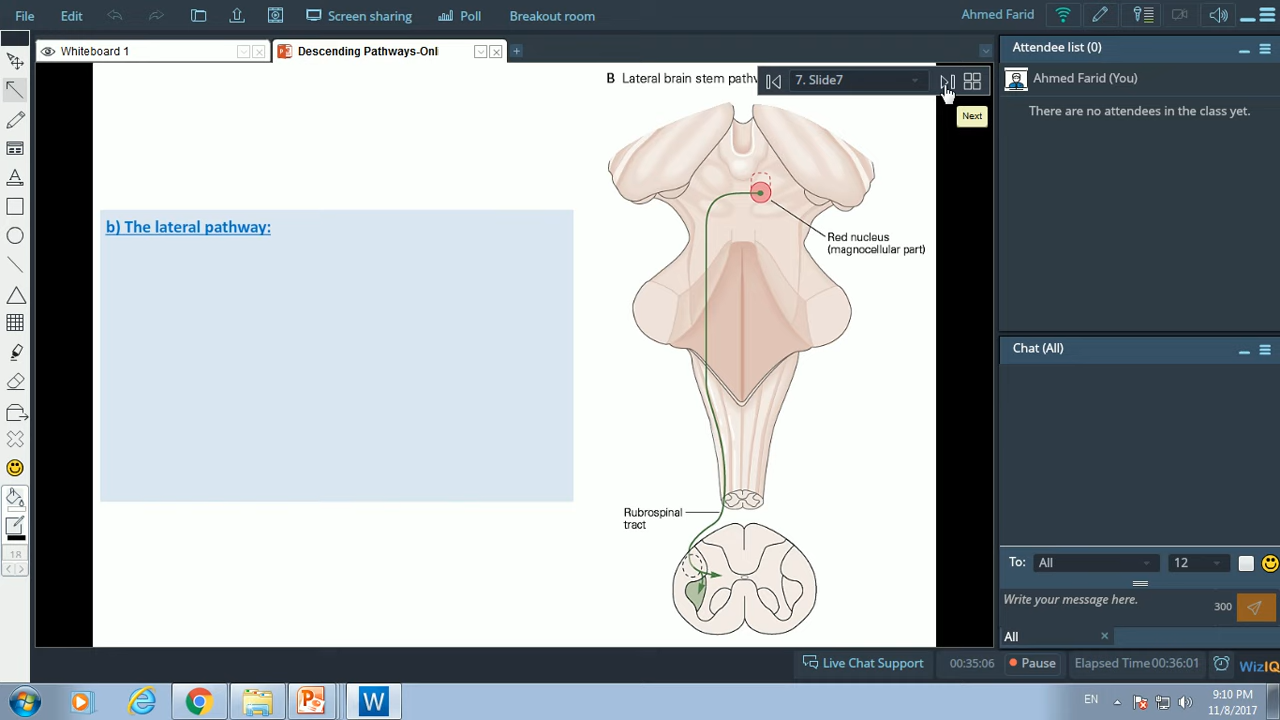 File Edit Screen sharing Poll Breakout room Ahmed Farid
Whiteboard 1 Descending Pathways-Onli
B Lateral brain stem pathw
7. Slide7
Next
b) The lateral pathway:
Red nucleus
(magnocellular part)
Rubrospinal
tract
Attendee list (0)
Ahmed Farid (You)
There are no attendees in the class yet.
Chat (All)
To: All 12
Write your message here.
300
All
18
Live Chat Support 00:35:06 Pause Elapsed Time 00:36:01 WizIQ
EN 9:10 PM
11/8/2017